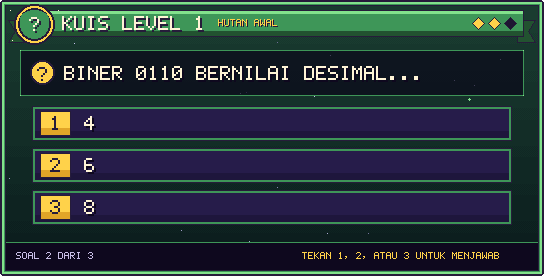 ? KUIS LEVEL 1 HUTAN AWAL
? BINER 0110 BERNILAI DESIMAL...
1 4
2 6
3 8
SOAL 2 DARI 3 TEKAN 1, 2, ATAU 3 UNTUK MENJAWAB